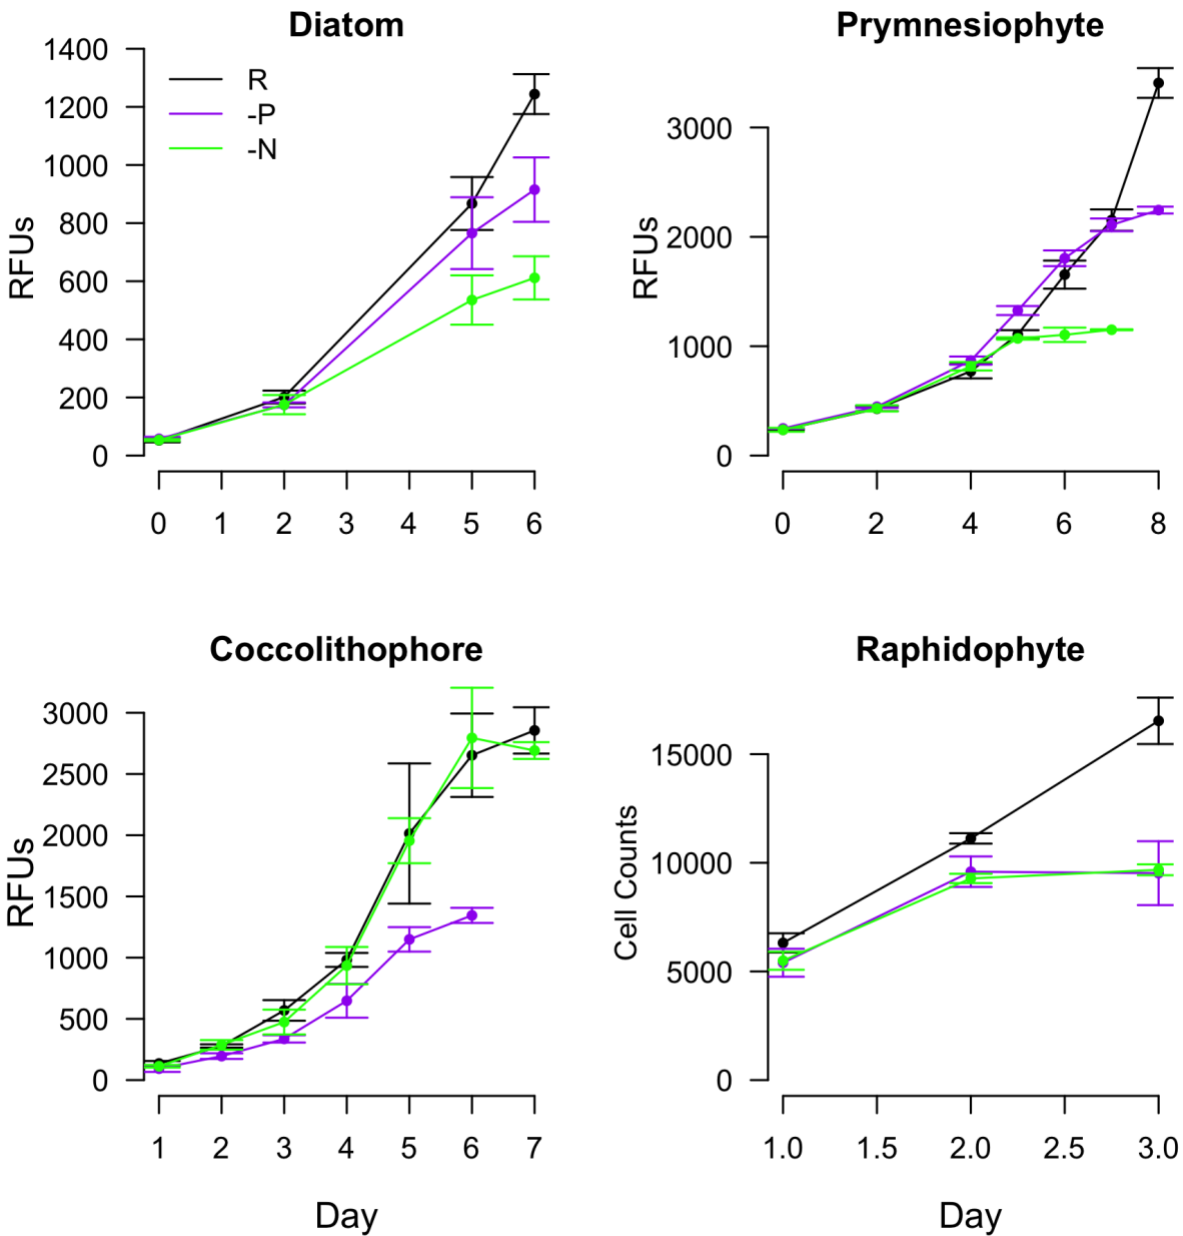 Diatom
1400
1200
1000
800
600
400
200
0
RFUs
R
-P
-N
0 1 2 3 4 5 6
Prymnesiophyte
3000
2000
1000
0
RFUs
0 2 4 6 8
Coccolithophore
3000
2500
2000
1500
1000
500
0
RFUs
1 2 3 4 5 6 7
Day
Raphidophyte
15000
10000
5000
0
Cell Counts
1.0 1.5 2.0 2.5 3.0
Day